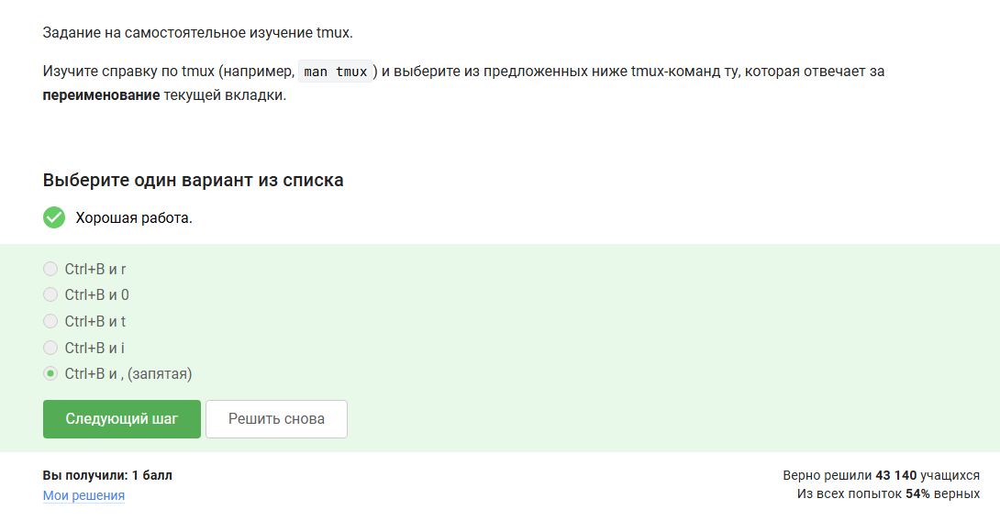 Задание на самостоятельное изучение tmux.
Изучите справку по tmux (например, man tmux) и выберите из предложенных ниже tmux-команд ту, которая отвечает за
переименование текущей вкладки.
Выберите один вариант из списка
Хорошая работа.
Ctrl+B и r
Ctrl+B и 0
Ctrl+B и t
Ctrl+B и i
Ctrl+B и , (запятая)
Следующий шаг
Решить снова
Вы получили: 1 балл
Верно решили 43 140 учащихся
Мои решения
Из всех попыток 54% верных